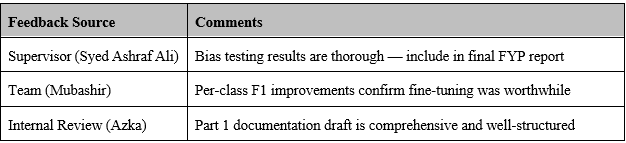 Feedback Source Comments
Supervisor (Syed Ashraf Ali) Bias testing results are thorough — include in final FYP report
Team (Mubashir) Per-class F1 improvements confirm fine-tuning was worthwhile
Internal Review (Azka) Part 1 documentation draft is comprehensive and well-structured